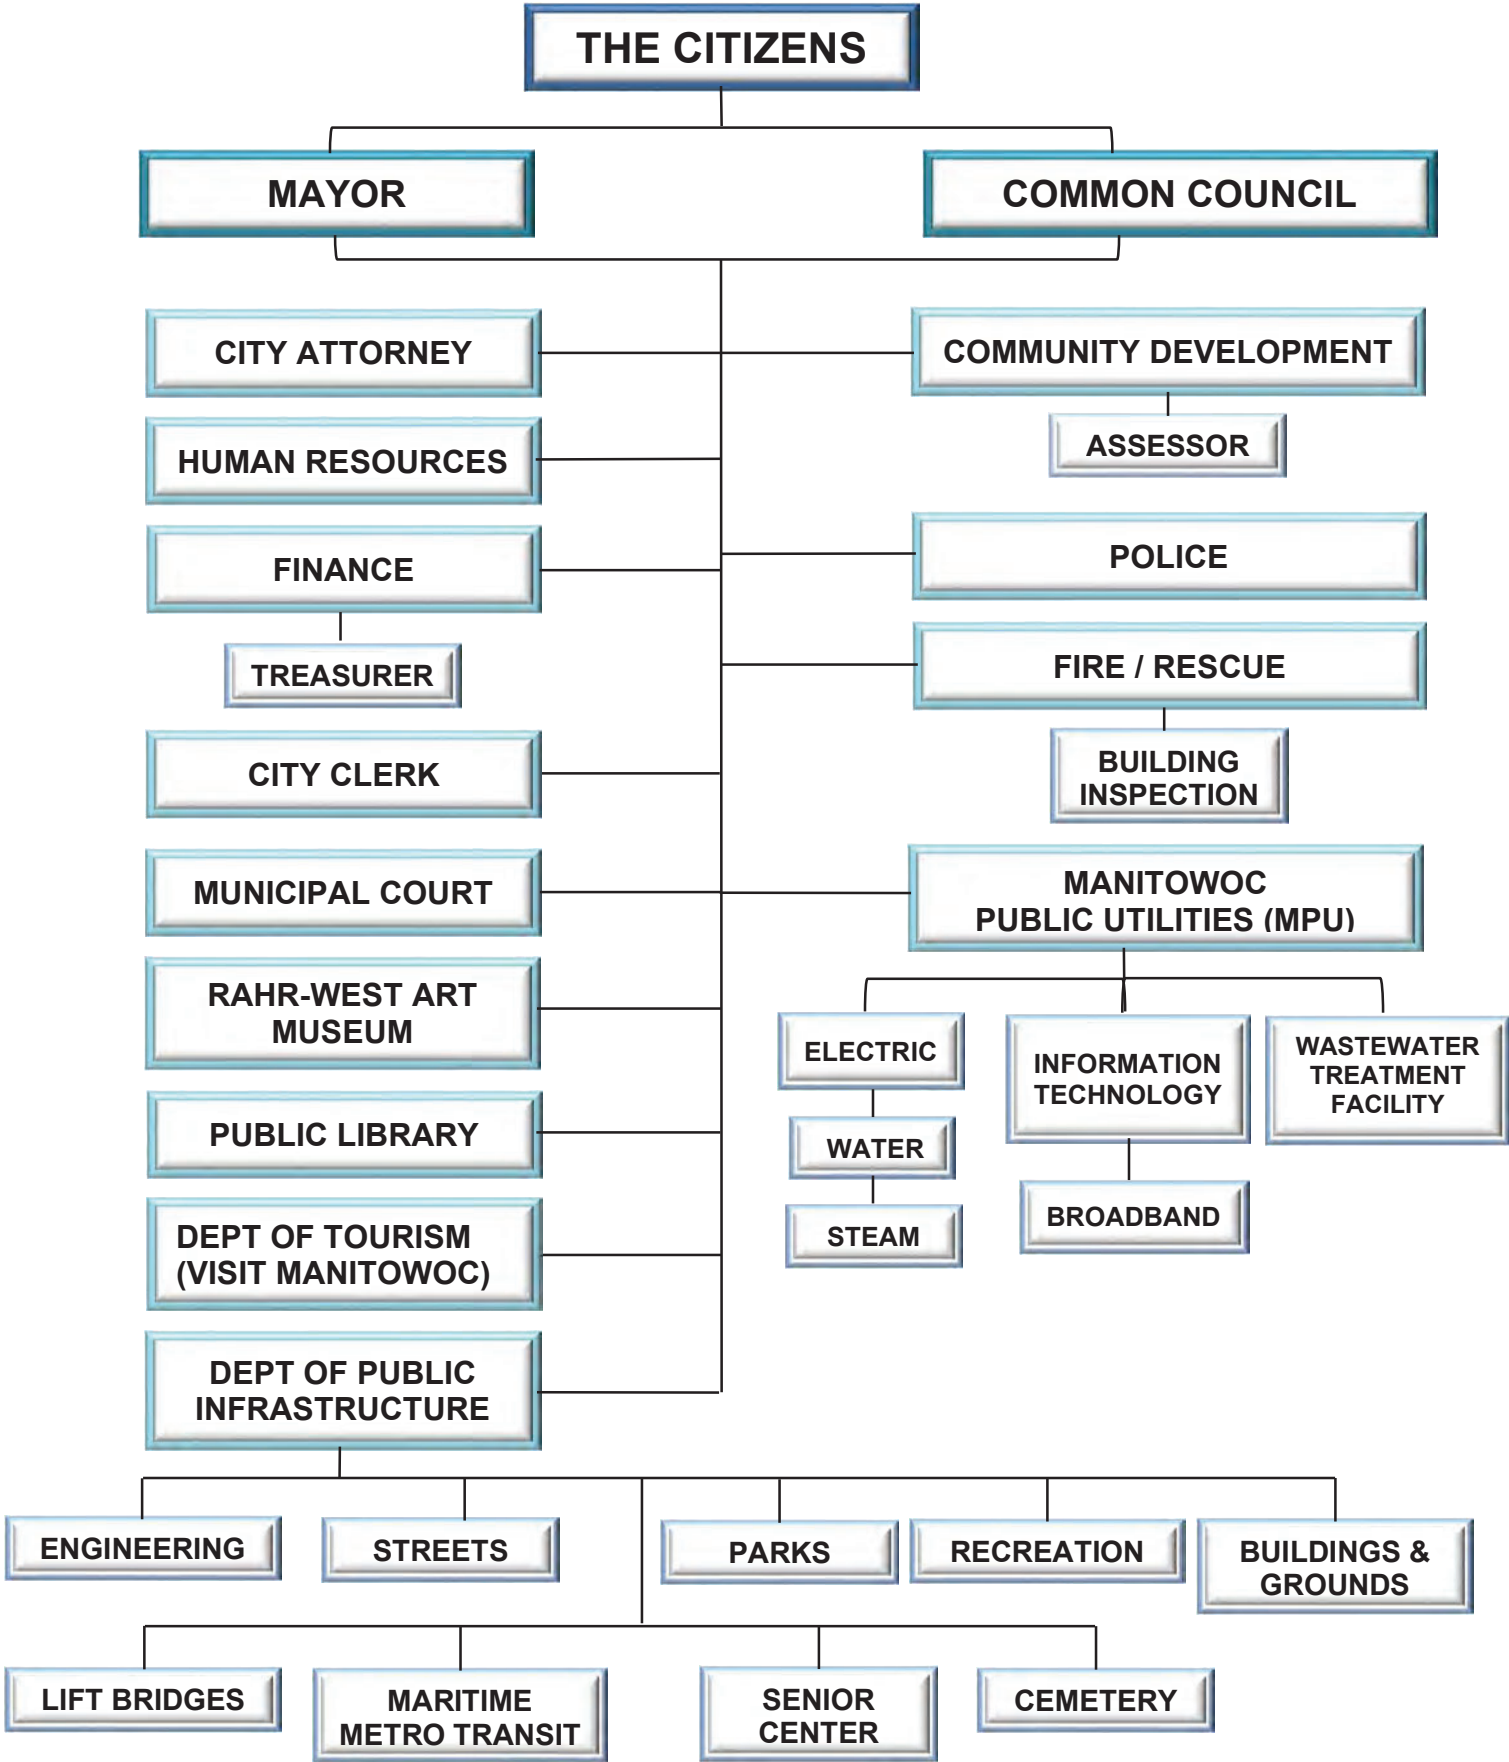 THE CITIZENS
MAYOR
COMMON COUNCIL
CITY ATTORNEY
COMMUNITY DEVELOPMENT
ASSESSOR
HUMAN RESOURCES
FINANCE
POLICE
TREASURER
FIRE / RESCUE
CITY CLERK
BUILDING
INSPECTION
MUNICIPAL COURT
MANITOWOC
PUBLIC UTILITIES (MPU)
RAHR-WEST ART
MUSEUM
ELECTRIC
INFORMATION
TECHNOLOGY
WASTEWATER
TREATMENT
FACILITY
PUBLIC LIBRARY
WATER
BROADBAND
STEAM
DEPT OF TOURISM
(VISIT MANITOWOC)
DEPT OF PUBLIC
INFRASTRUCTURE
ENGINEERING
STREETS
PARKS
RECREATION
BUILDINGS &
GROUNDS
LIFT BRIDGES
MARITIME
METRO TRANSIT
SENIOR
CENTER
CEMETERY